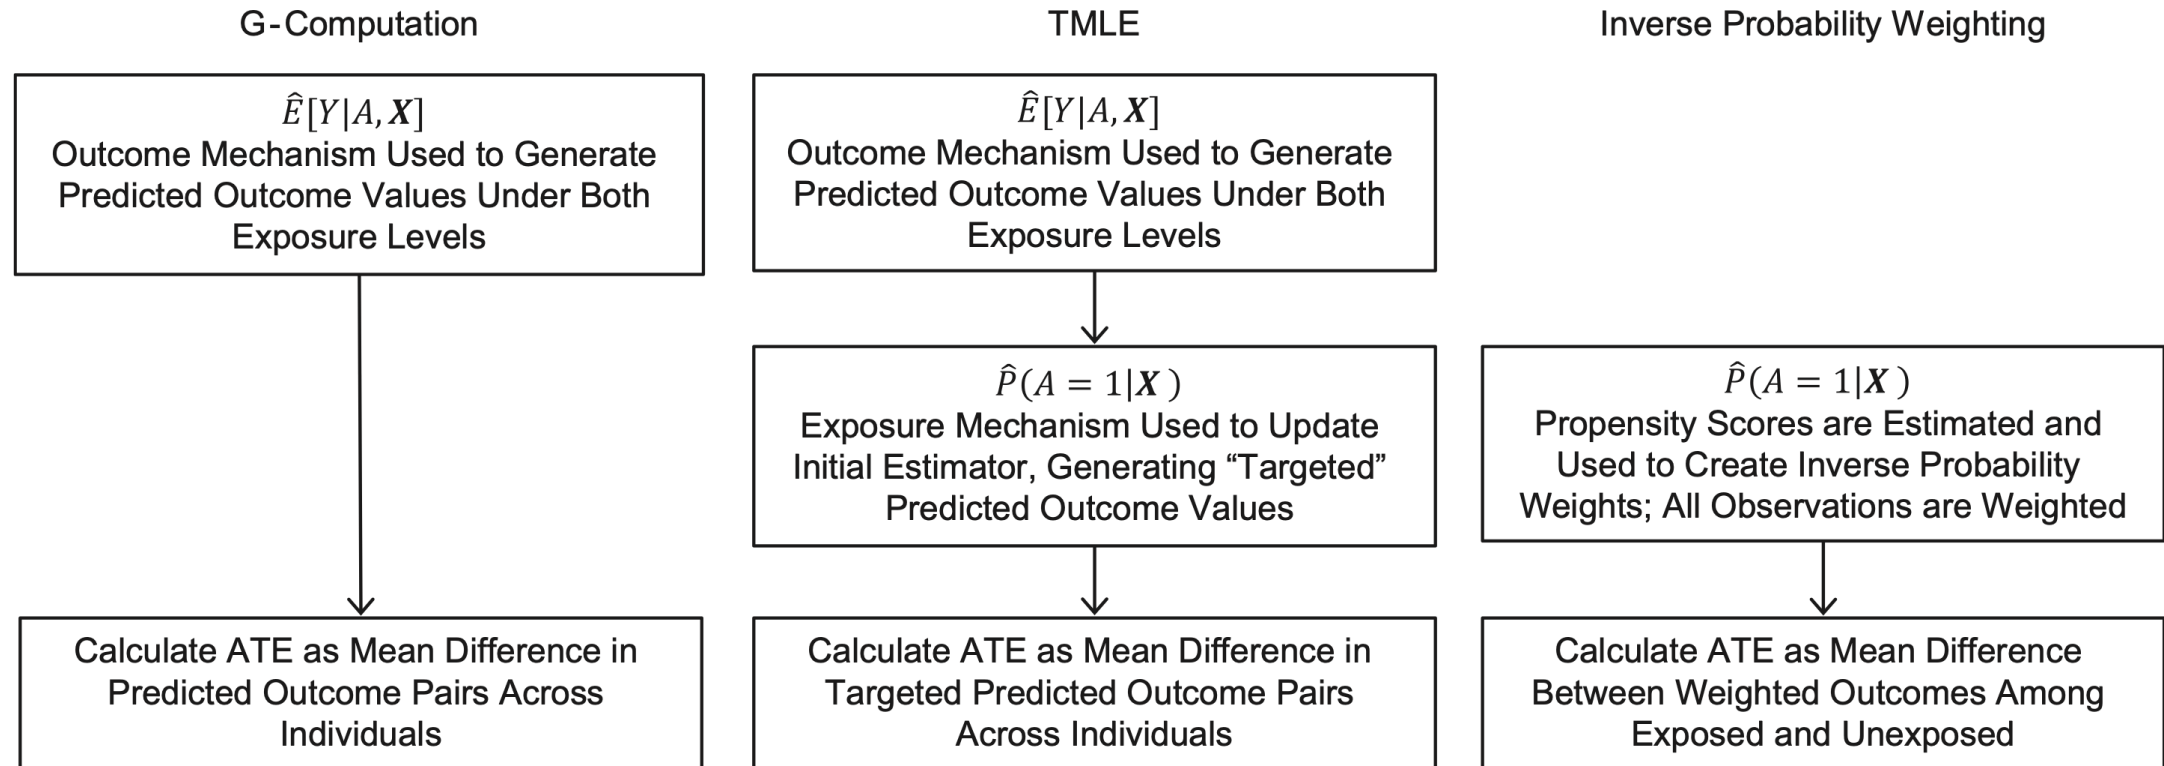 G-Computation
Ê[Y|A, X]
Outcome Mechanism Used to Generate
Predicted Outcome Values Under Both
Exposure Levels
Calculate ATE as Mean Difference in
Predicted Outcome Pairs Across
Individuals
TMLE
Ê[Y|A, X]
Outcome Mechanism Used to Generate
Predicted Outcome Values Under Both
Exposure Levels
P̂(A = 1|X )
Exposure Mechanism Used to Update
Initial Estimator, Generating “Targeted”
Predicted Outcome Values
Calculate ATE as Mean Difference in
Targeted Predicted Outcome Pairs
Across Individuals
Inverse Probability Weighting
P̂(A = 1|X )
Propensity Scores are Estimated and
Used to Create Inverse Probability
Weights; All Observations are Weighted
Calculate ATE as Mean Difference
Between Weighted Outcomes Among
Exposed and Unexposed